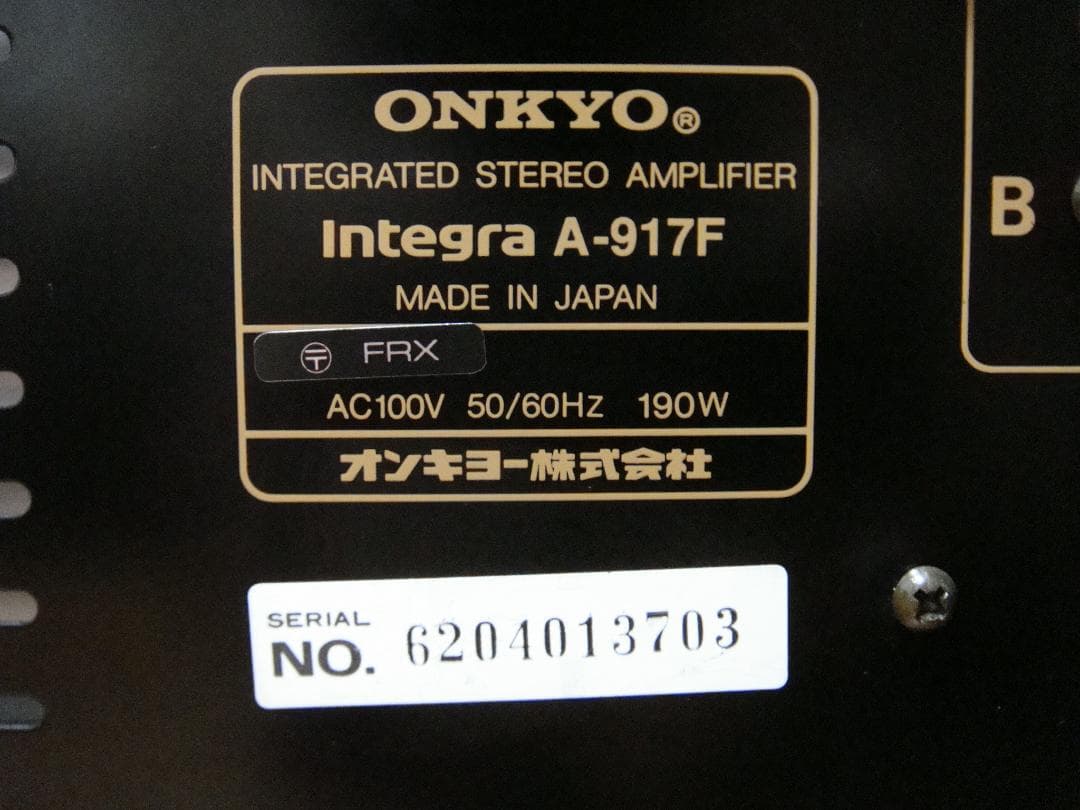 ONKYO®
INTEGRATED STEREO AMPLIFIER
Integra A-917F
MADE IN JAPAN
〶 FRX
AC100V 50/60Hz 190W
オンキヨー株式会社
B
SERIAL
NO. 6204013703